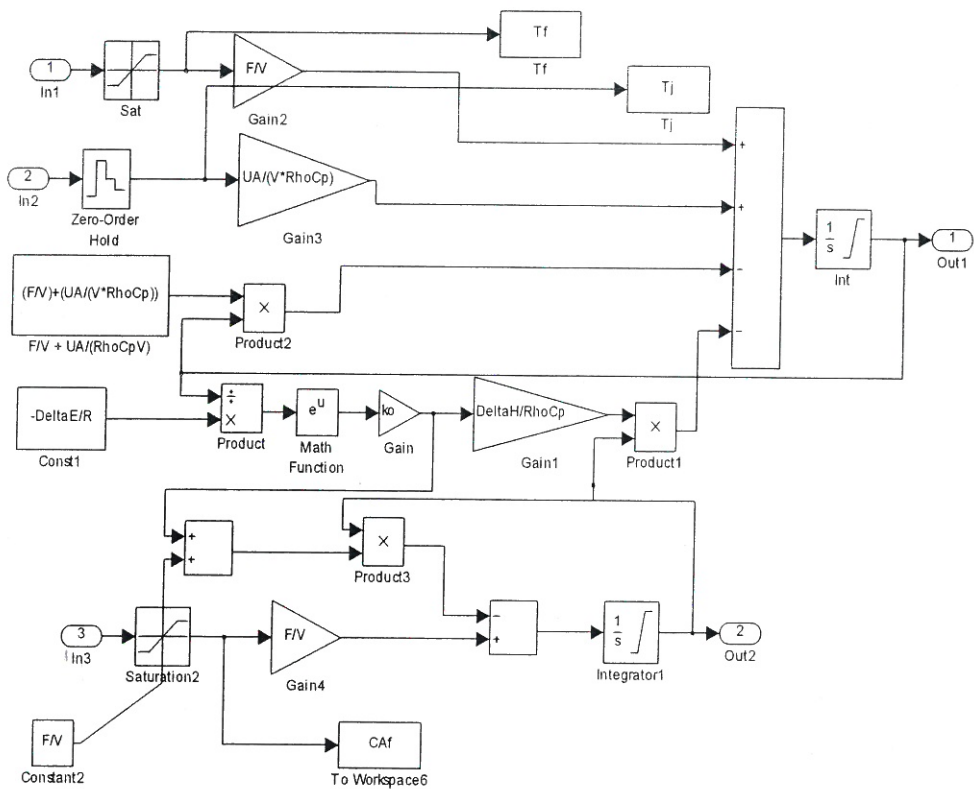 Tf
Tf
1
In1
Sat
F/V
Gain2
Tj
Tj
+
2
In2
Zero-Order
Hold
UA/(V*RhoCp)
Gain3
+
1
s
Int
1
Out1
(F/V)+(UA/(V*RhoCp))
F/V + UA/(RhoCpV)
×
Product2
−
−
-DeltaE/R
Const1
÷
×
Product
e^u
Math
Function
ko
Gain
DeltaH/RhoCp
Gain1
×
Product1
+
+
×
Product3
3
In3
Saturation2
F/V
Gain4
−
+
1
s
Integrator1
2
Out2
F/V
Constant2
CAf
To Workspace6